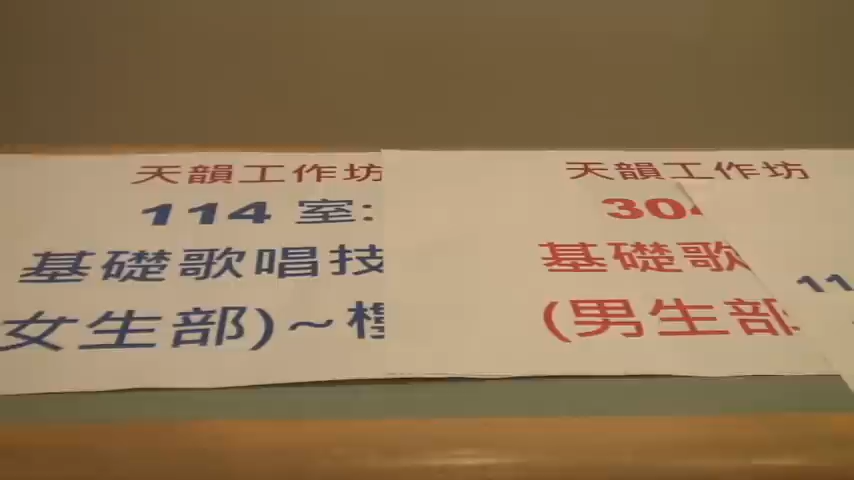 天韻工作坊
114 室:
基礎歌唱技
女生部)~
天韻工作坊
30
基礎歌
(男生部
11